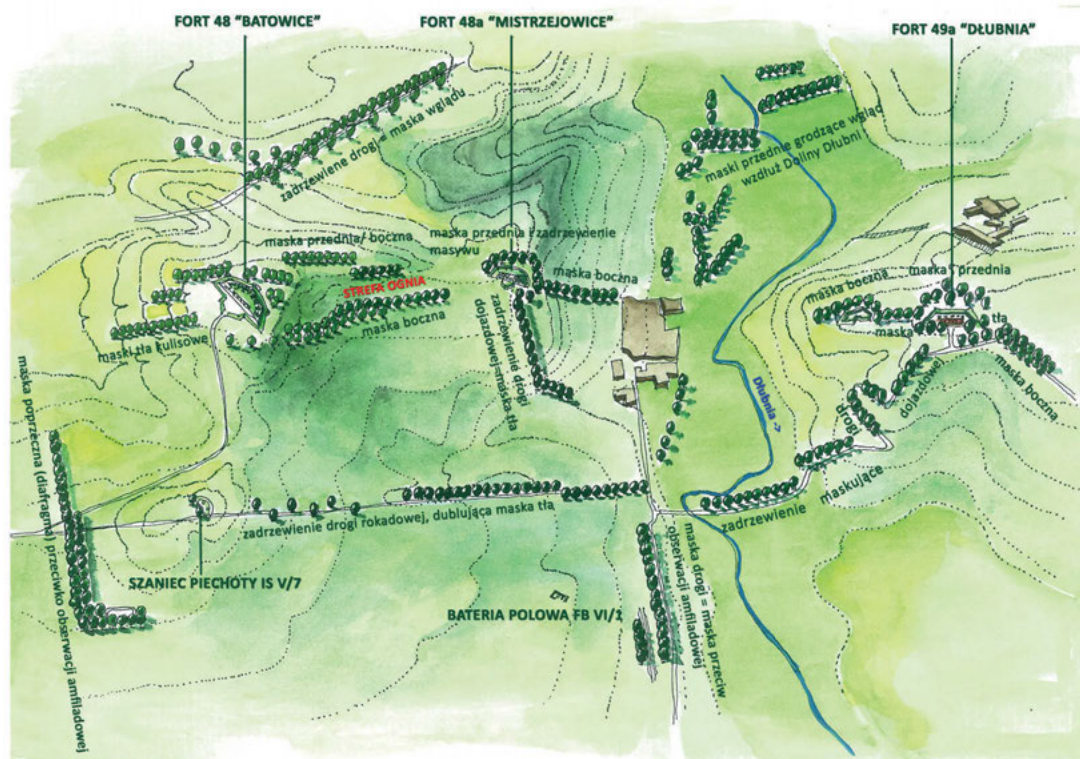 FORT 48 "BATOWICE"
FORT 48a "MISTRZEJOWICE"
FORT 49a "DŁUBNIA"
zadrzewiene drogi = maska wglądu
maski przednie grodzące wgląd
wzdłuż Doliny Dłubni
maska przednia/ boczna
maska przednia i zadrzewienie
masywu
STREFA OGNIA
maska boczna
maska boczna
maski tła kulisowe
zadrzewienie drogi
dojazdowej=maska tła
maska boczna
maska przednia
maska
tła
maska boczna
Dłubnia ->
zadrzewienie
maskujące
drogi
dojazdowej
maska poprzeczna (diafragma) przeciwko obserwacji amfiladowej
zadrzewienie drogi rokadowej, dublująca maska tła
SZANIEC PIECHOTY IS V/7
BATERIA POLOWA FB VI/1
maska drogi = maska przeciw
obserwacji amfiladowej